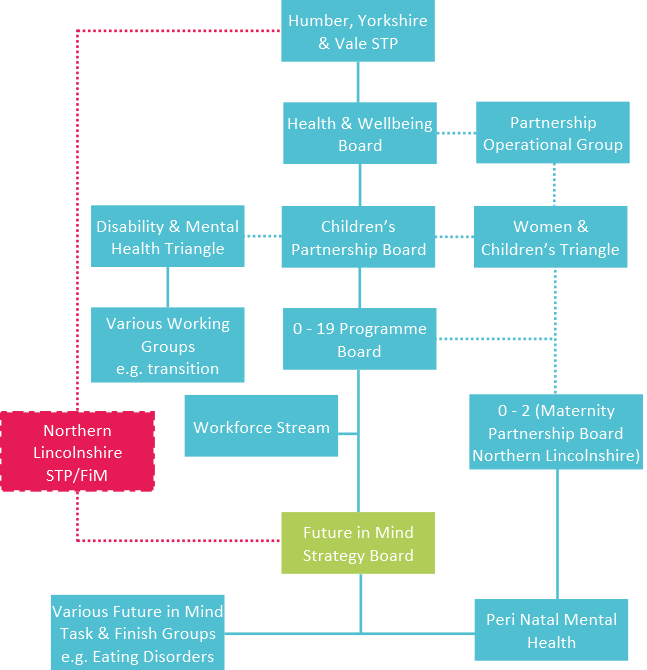 Humber, Yorkshire
& Vale STP
Health & Wellbeing
Board
Partnership
Operational Group
Disability & Mental
Health Triangle
Children's
Partnership Board
Women &
Children's Triangle
Various Working
Groups
e.g. transition
0 - 19 Programme
Board
Workforce Stream
0 - 2 (Maternity
Partnership Board
Northern Lincolnshire)
Northern
Lincolnshire
STP/FiM
Future in Mind
Strategy Board
Various Future in Mind
Task & Finish Groups
e.g. Eating Disorders
Peri Natal Mental
Health